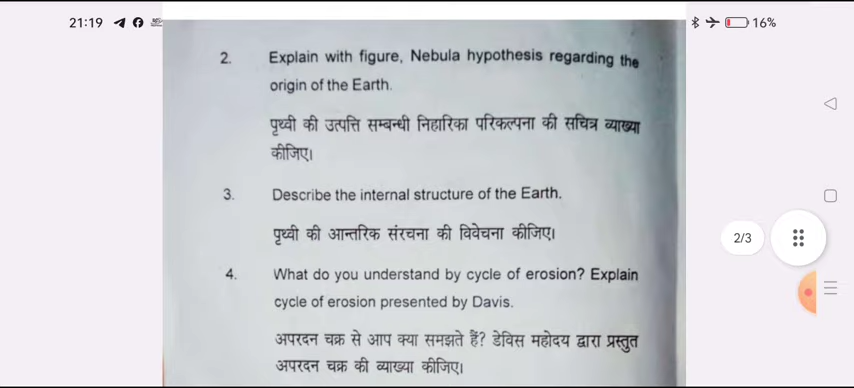 21:19
16%
2. Explain with figure, Nebula hypothesis regarding the
origin of the Earth.
पृथ्वी की उत्पत्ति सम्बन्धी निहारिका परिकल्पना की सचित्र व्याख्या
कीजिए।
3. Describe the internal structure of the Earth.
पृथ्वी की आन्तरिक संरचना की विवेचना कीजिए।
2/3
4. What do you understand by cycle of erosion? Explain
cycle of erosion presented by Davis.
अपरदन चक्र से आप क्या समझते हैं? डेविस महोदय द्वारा प्रस्तुत
अपरदन चक्र की व्याख्या कीजिए।